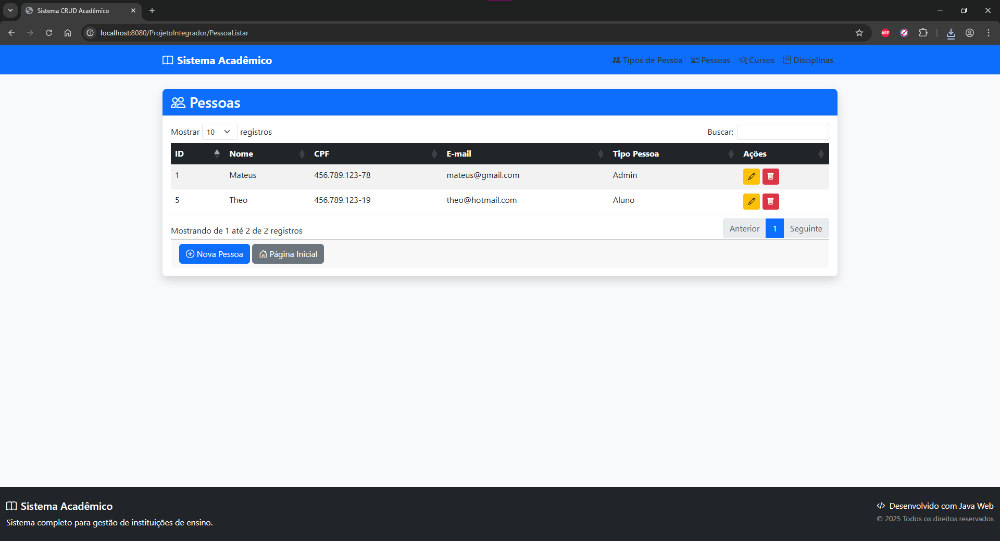 Sistema CRUD Acadêmico
localhost:8080/ProjetoIntegrador/PessoaListar
ABP
Sistema Acadêmico
Tipos de Pessoa Pessoas Cursos Disciplinas
Pessoas
Mostrar 10 registros
Buscar:
ID Nome CPF E-mail Tipo Pessoa Ações
1 Mateus 456.789.123-78 mateus@gmail.com Admin
5 Theo 456.789.123-19 theo@hotmail.com Aluno
Mostrando de 1 até 2 de 2 registros
Anterior 1 Seguinte
Nova Pessoa Página Inicial
Sistema Acadêmico
Sistema completo para gestão de instituições de ensino.
Desenvolvido com Java Web
© 2025 Todos os direitos reservados